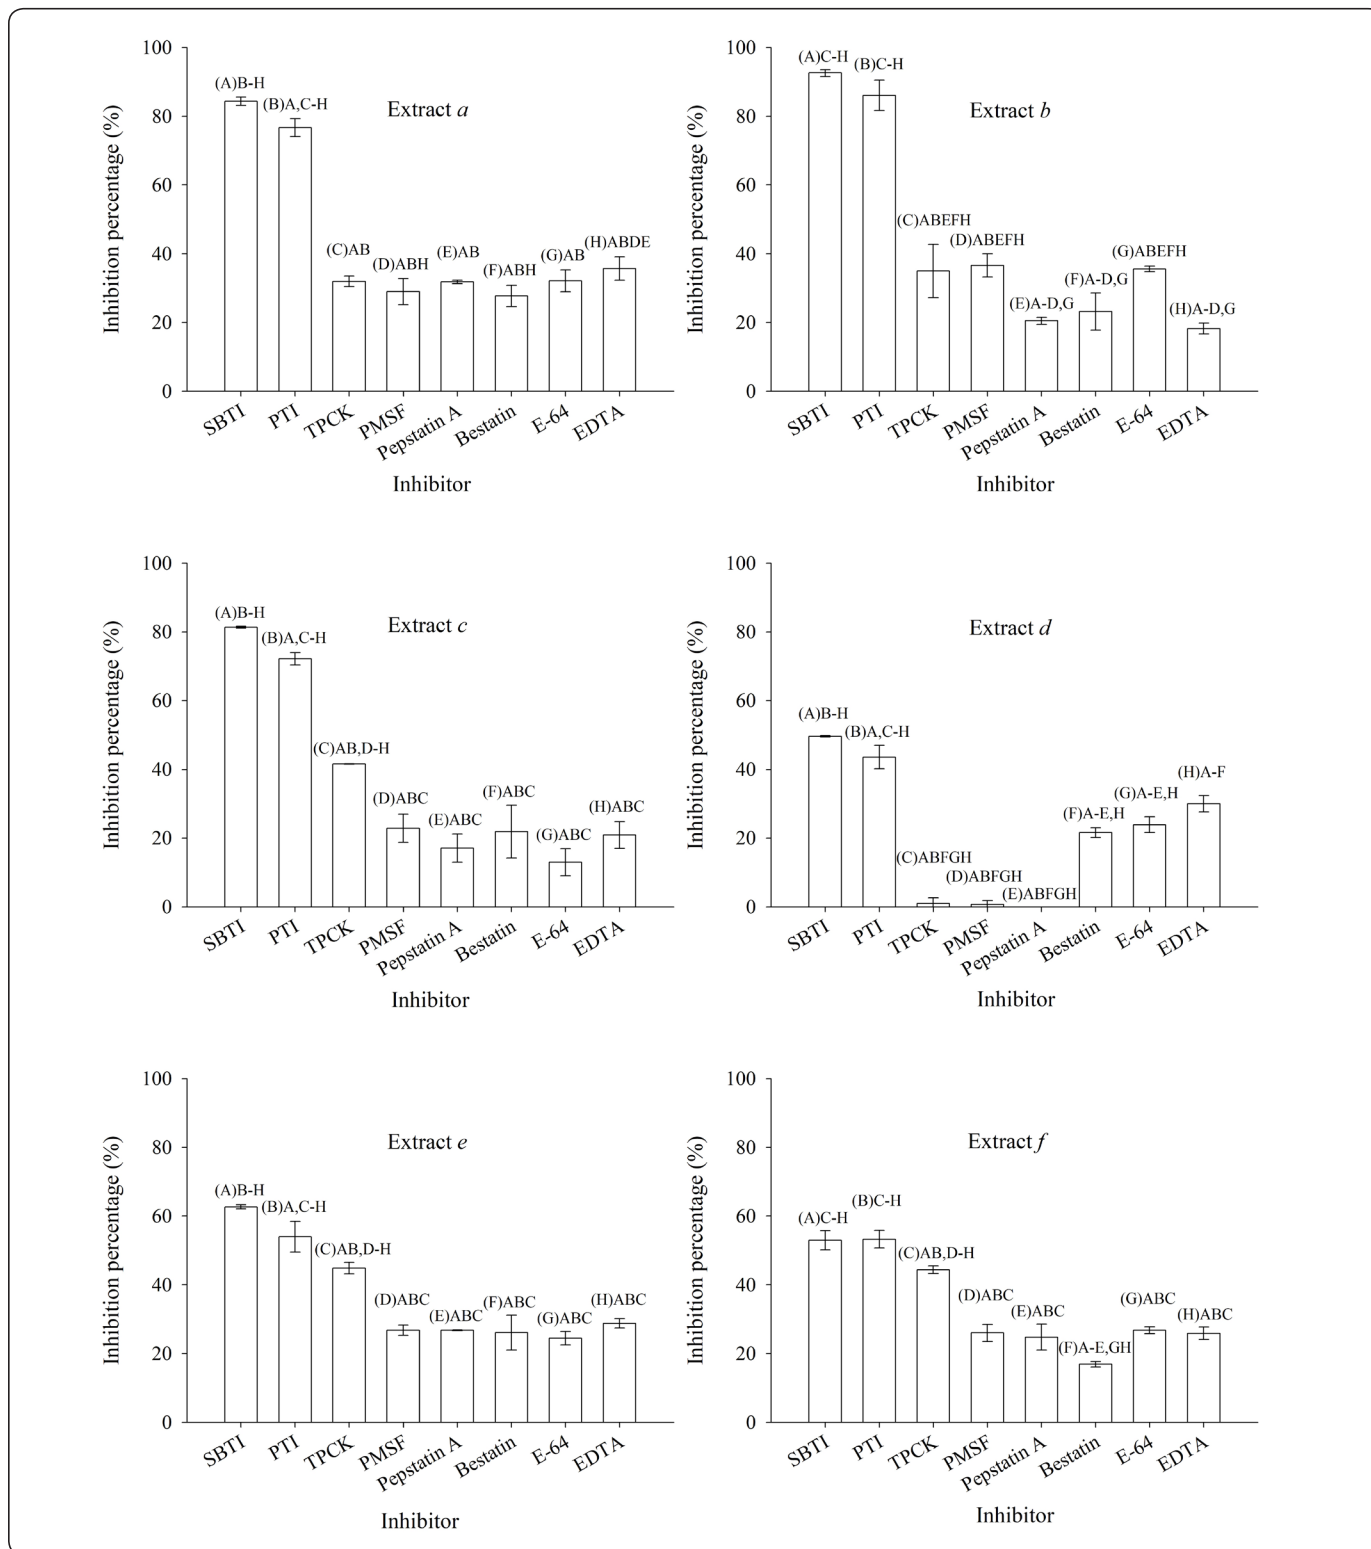 Extract a
Inhibition percentage (%)
100
80
60
40
20
0
(A)B-H
(B)A,C-H
(C)AB
(D)ABH
(E)AB
(F)ABH
(G)AB
(H)ABDE
SBTI
PTI
TPCK
PMSF
Pepstatin A
Bestatin
E-64
EDTA
Inhibitor
Extract b
Inhibition percentage (%)
100
80
60
40
20
0
(A)C-H
(B)C-H
(C)ABEFH
(D)ABEFH
(E)A-D,G
(F)A-D,G
(G)ABEFH
(H)A-D,G
SBTI
PTI
TPCK
PMSF
Pepstatin A
Bestatin
E-64
EDTA
Inhibitor
Extract c
Inhibition percentage (%)
100
80
60
40
20
0
(A)B-H
(B)A,C-H
(C)AB,D-H
(D)ABC
(E)ABC
(F)ABC
(G)ABC
(H)ABC
SBTI
PTI
TPCK
PMSF
Pepstatin A
Bestatin
E-64
EDTA
Inhibitor
Extract d
Inhibition percentage (%)
100
80
60
40
20
0
(A)B-H
(B)A,C-H
(C)ABFGH
(D)ABFGH
(E)ABFGH
(F)A-E,H
(G)A-E,H
(H)A-F
SBTI
PTI
TPCK
PMSF
Pepstatin A
Bestatin
E-64
EDTA
Inhibitor
Extract e
Inhibition percentage (%)
100
80
60
40
20
0
(A)B-H
(B)A,C-H
(C)AB,D-H
(D)ABC
(E)ABC
(F)ABC
(G)ABC
(H)ABC
SBTI
PTI
TPCK
PMSF
Pepstatin A
Bestatin
E-64
EDTA
Inhibitor
Extract f
Inhibition percentage (%)
100
80
60
40
20
0
(A)C-H
(B)C-H
(C)AB,D-H
(D)ABC
(E)ABC
(F)A-E,GH
(G)ABC
(H)ABC
SBTI
PTI
TPCK
PMSF
Pepstatin A
Bestatin
E-64
EDTA
Inhibitor